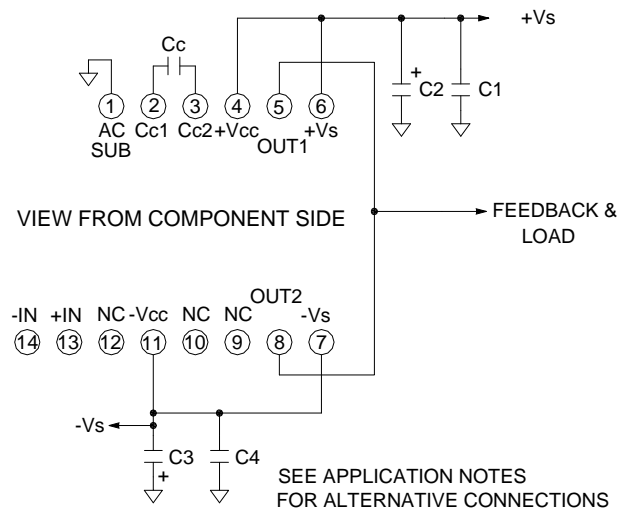 +Vs
Cc
C2 C1
1 2 3 4 5 6
AC Cc1 Cc2 +Vcc +Vs
SUB OUT1
VIEW FROM COMPONENT SIDE
FEEDBACK &
LOAD
OUT2
-IN +IN NC -Vcc NC NC -Vs
14 13 12 11 10 9 8 7
-Vs
C3 C4
+
+
SEE APPLICATION NOTES
FOR ALTERNATIVE CONNECTIONS